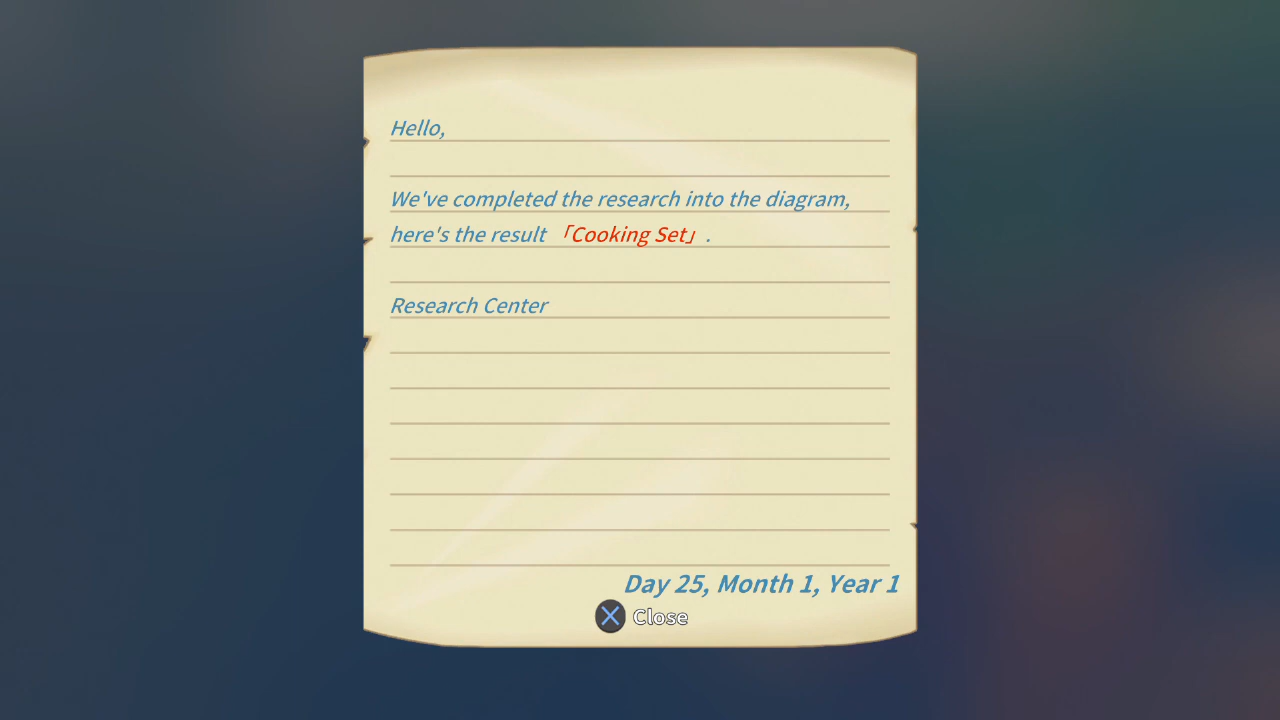 Hello,
We've completed the research into the diagram,
here's the result 「Cooking Set」.
Research Center
Day 25, Month 1, Year 1
Close